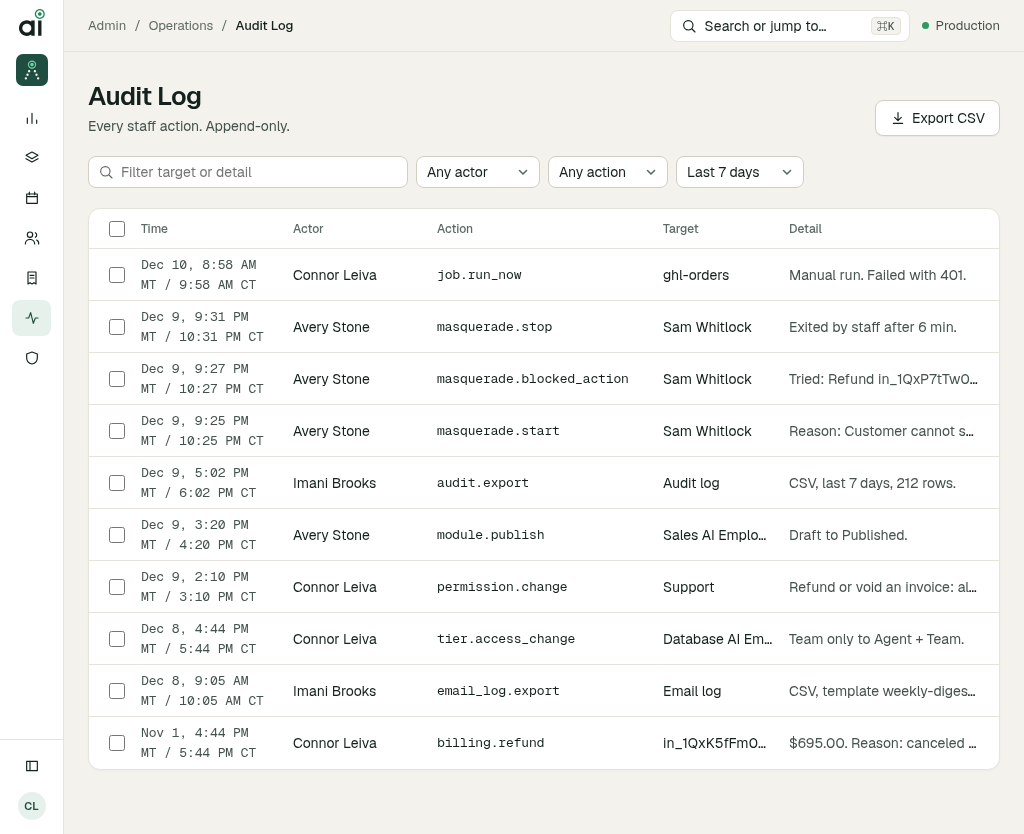 ai
Admin / Operations / Audit Log
Search or jump to…
⌘K
Production
Audit Log
Every staff action. Append-only.
Export CSV
Filter target or detail
Any actor
Any action
Last 7 days
Time Actor Action Target Detail
Dec 10, 8:58 AM
MT / 9:58 AM CT
Connor Leiva
job.run_now
ghl-orders
Manual run. Failed with 401.
Dec 9, 9:31 PM
MT / 10:31 PM CT
Avery Stone
masquerade.stop
Sam Whitlock
Exited by staff after 6 min.
Dec 9, 9:27 PM
MT / 10:27 PM CT
Avery Stone
masquerade.blocked_action
Sam Whitlock
Tried: Refund in_1QxP7tTw0…
Dec 9, 9:25 PM
MT / 10:25 PM CT
Avery Stone
masquerade.start
Sam Whitlock
Reason: Customer cannot s…
Dec 9, 5:02 PM
MT / 6:02 PM CT
Imani Brooks
audit.export
Audit log
CSV, last 7 days, 212 rows.
Dec 9, 3:20 PM
MT / 4:20 PM CT
Avery Stone
module.publish
Sales AI Emplo…
Draft to Published.
Dec 9, 2:10 PM
MT / 3:10 PM CT
Connor Leiva
permission.change
Support
Refund or void an invoice: al…
Dec 8, 4:44 PM
MT / 5:44 PM CT
Connor Leiva
tier.access_change
Database AI Em…
Team only to Agent + Team.
Dec 8, 9:05 AM
MT / 10:05 AM CT
Imani Brooks
email_log.export
Email log
CSV, template weekly-diges…
Nov 1, 4:44 PM
MT / 5:44 PM CT
Connor Leiva
billing.refund
in_1QxK5fFm0…
$695.00. Reason: canceled …
CL